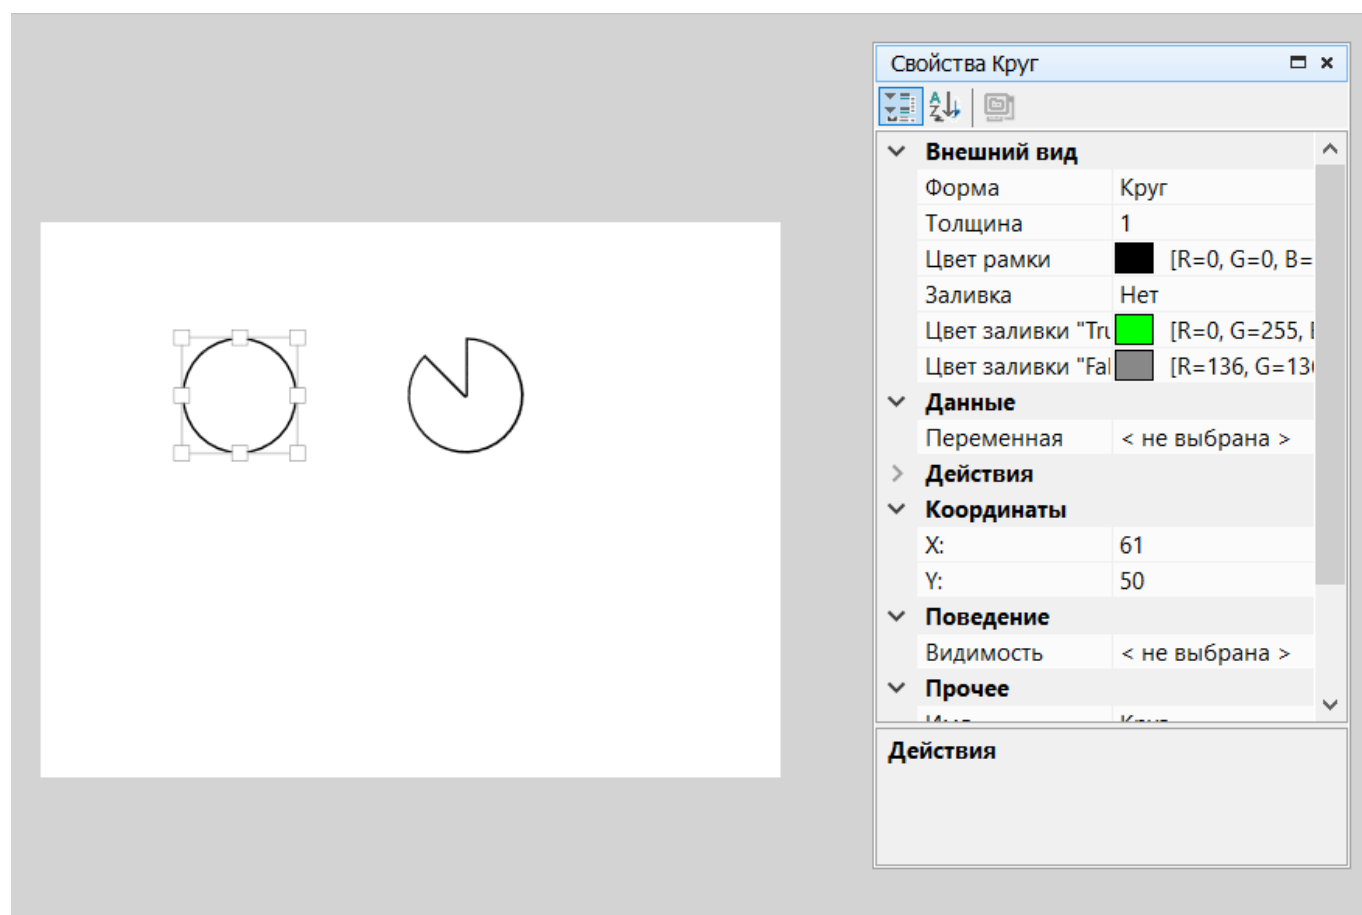 Свойства Круг
Внешний вид
Форма Круг
Толщина 1
Цвет рамки [R=0, G=0, B=
Заливка Нет
Цвет заливки "Tru [R=0, G=255,
Цвет заливки "Fal [R=136, G=13
Данные
Переменная < не выбрана >
Действия
Координаты
X: 61
Y: 50
Поведение
Видимость < не выбрана >
Прочее
Действия